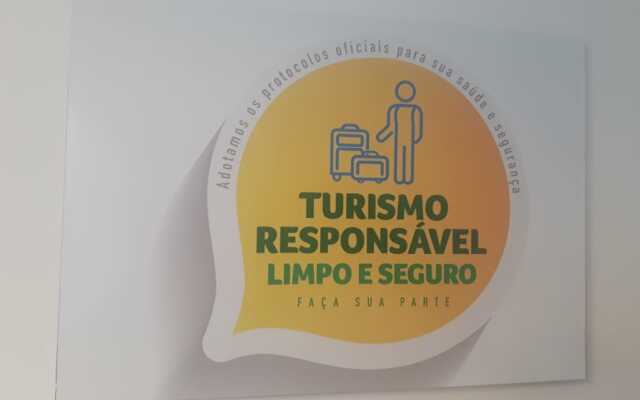 Adotamos os protocolos oficiais para sua saúde e segurança
TURISMO
RESPONSÁVEL
LIMPO E SEGURO
FAÇA SUA PARTE